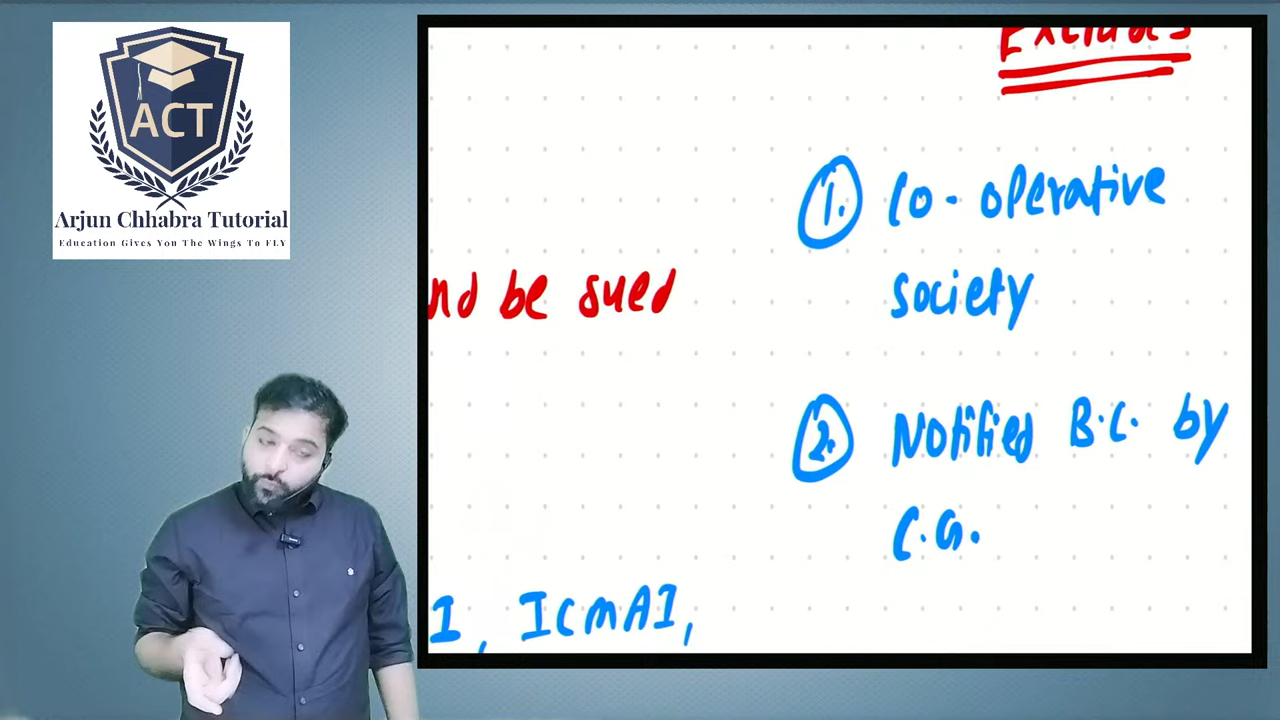 ACT
Arjun Chhabra Tutorial
Education Gives You The Wings To FLY
Excludes
1. Co-operative
society
nd be sued
2. Notified B.C. by
C.G.
I, ICMAI,